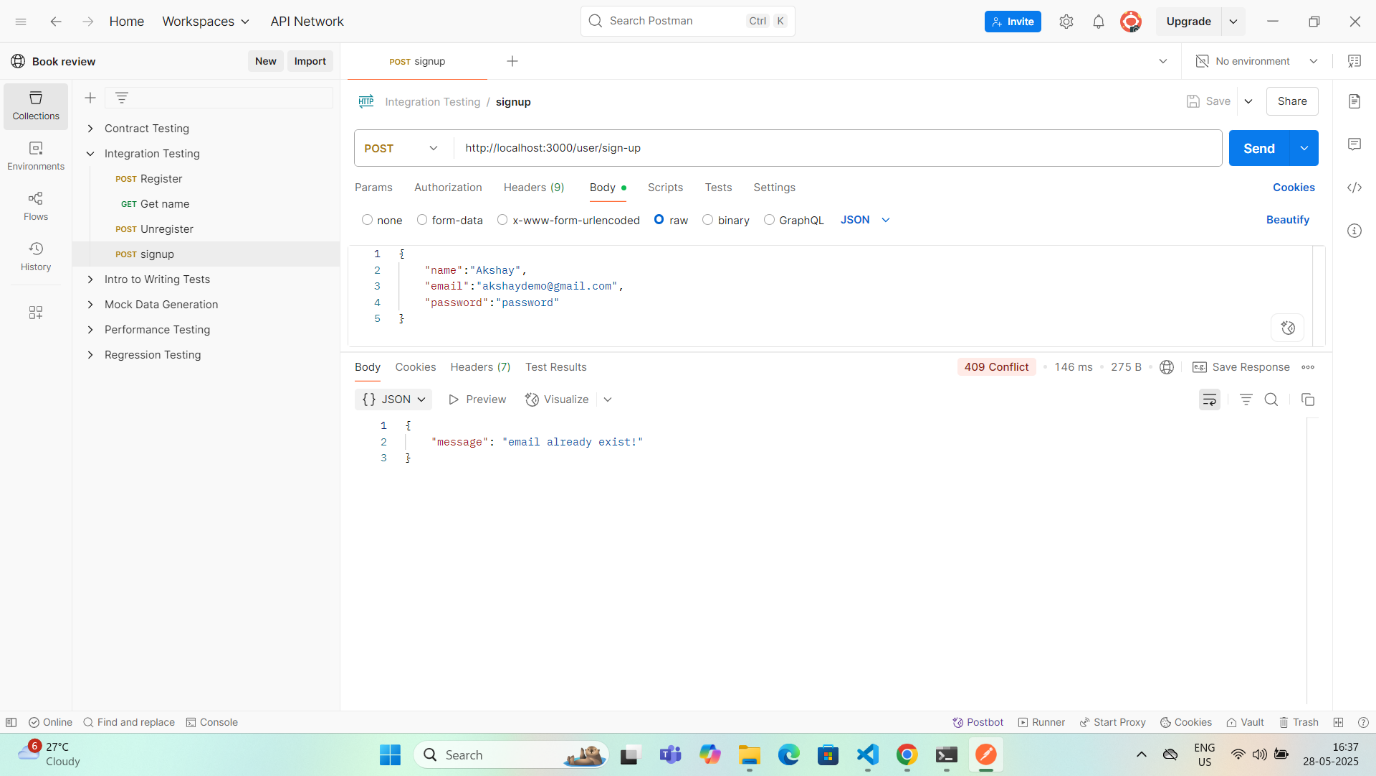 Home Workspaces API Network Search Postman Ctrl K Invite Upgrade
Book review New Import POST signup No environment
Collections
Environments
Flows
History
Contract Testing
Integration Testing
POST Register
GET Get name
POST Unregister
POST signup
Intro to Writing Tests
Mock Data Generation
Performance Testing
Regression Testing
HTTP Integration Testing / signup Save Share
POST http://localhost:3000/user/sign-up Send
Params Authorization Headers (9) Body Scripts Tests Settings Cookies
none form-data x-www-form-urlencoded raw binary GraphQL JSON Beautify
1 {
2 "name":"Akshay",
3 "email":"akshaydemo@gmail.com",
4 "password":"password"
5 }
Body Cookies Headers (7) Test Results 409 Conflict 146 ms 275 B e.g. Save Response
{} JSON Preview Visualize
1 {
2 "message": "email already exist!"
3 }
Online Find and replace Console Postbot Runner Start Proxy Cookies Vault Trash
6 27°C
Cloudy
Search
ENG
US
16:37
28-05-2025